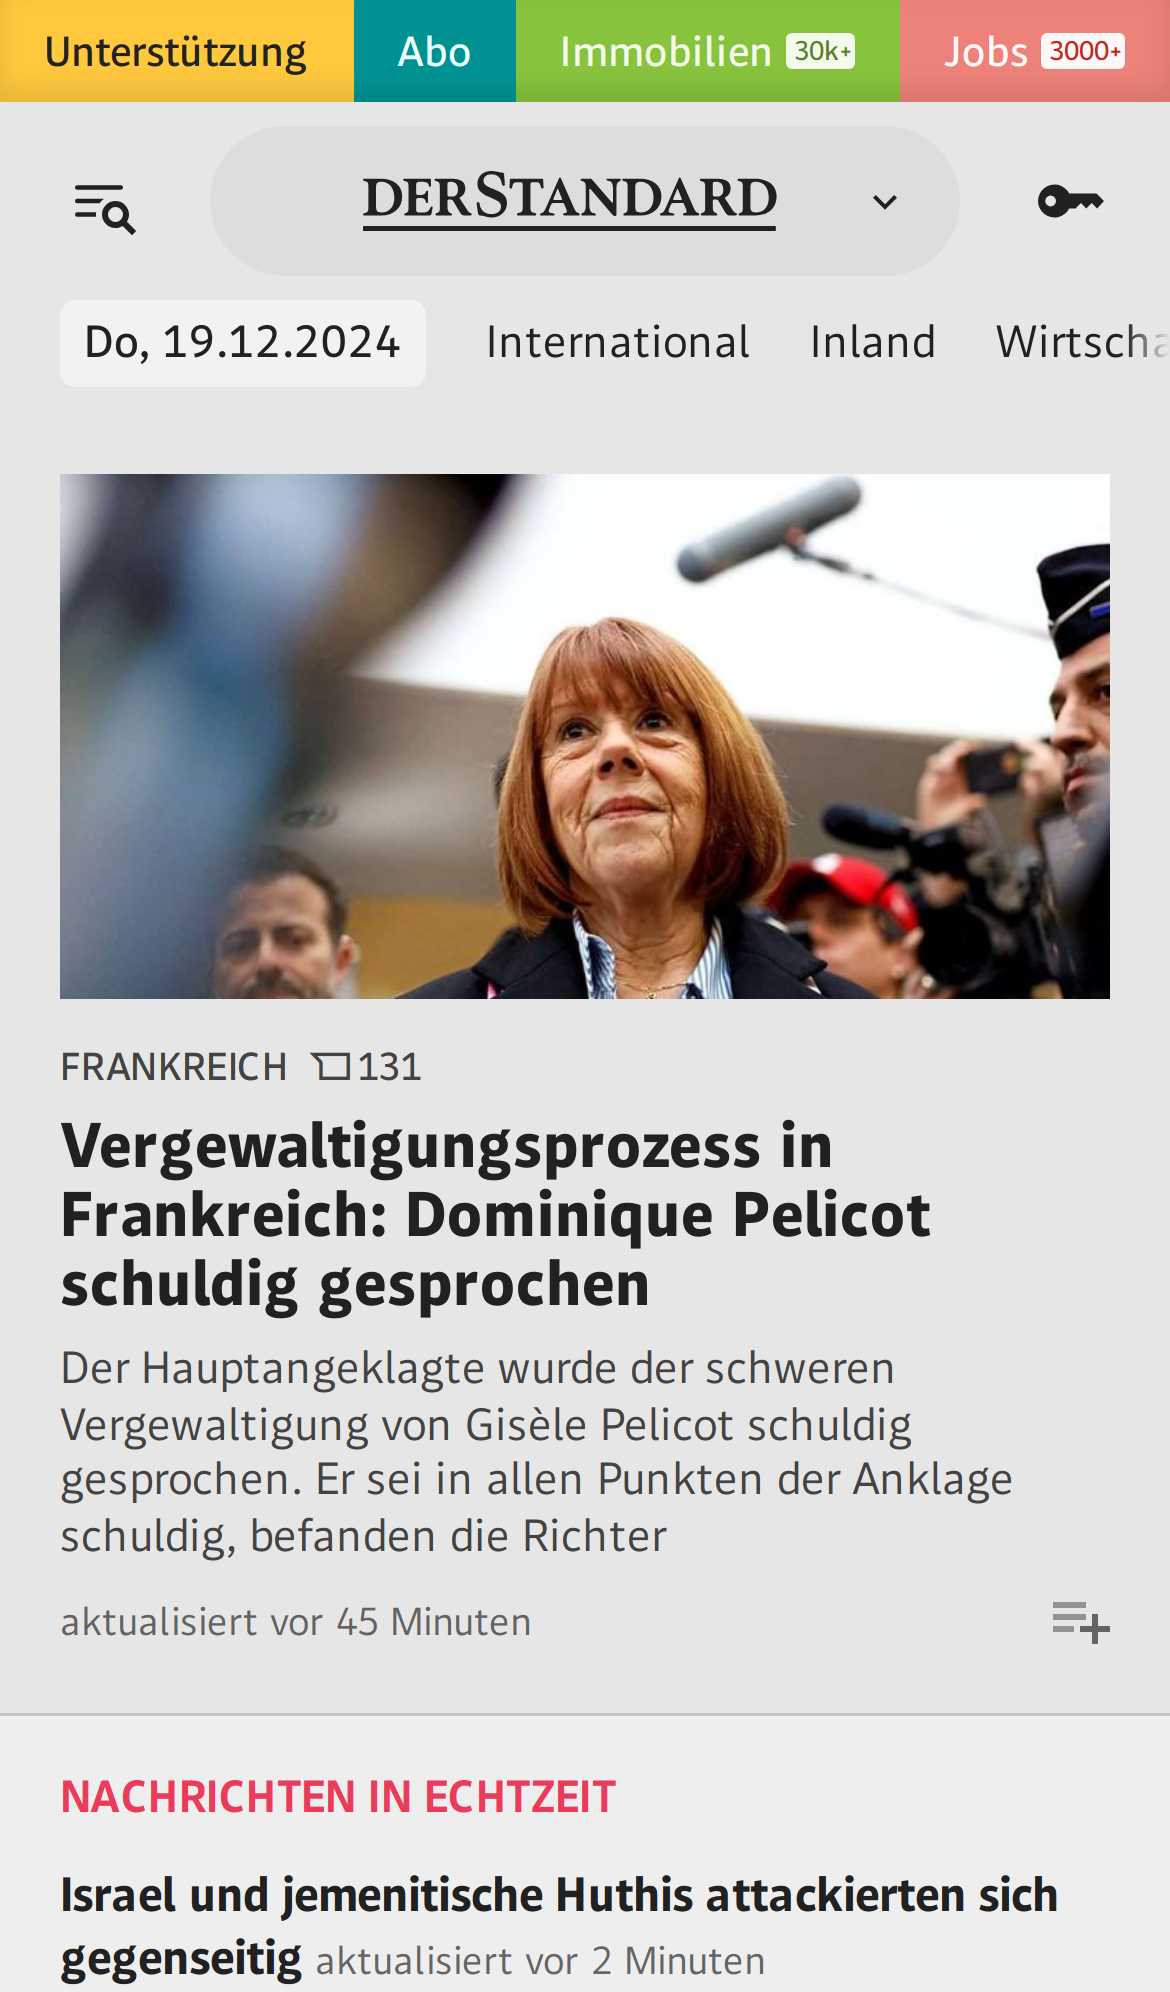 Unterstützung
Abo
Immobilien 30k+
Jobs 3000+
DERSTANDARD
Do, 19.12.2024
International
Inland
Wirtscha
FRANKREICH 131
Vergewaltigungsprozess in
Frankreich: Dominique Pelicot
schuldig gesprochen
Der Hauptangeklagte wurde der schweren
Vergewaltigung von Gisèle Pelicot schuldig
gesprochen. Er sei in allen Punkten der Anklage
schuldig, befanden die Richter
aktualisiert vor 45 Minuten
NACHRICHTEN IN ECHTZEIT
Israel und jemenitische Huthis attackierten sich
gegenseitig aktualisiert vor 2 Minuten